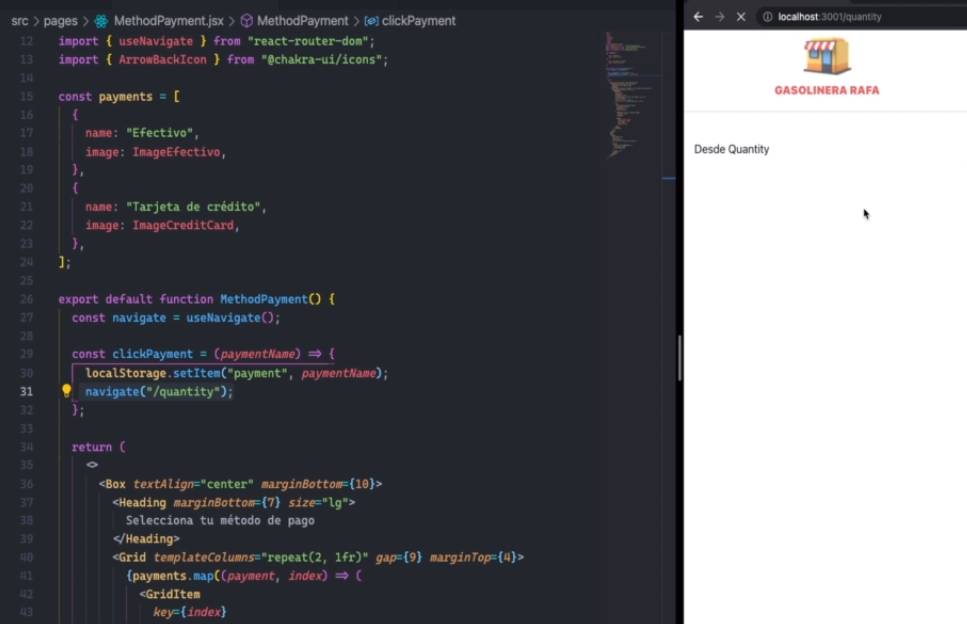 src > pages > MethodPayment.jsx > MethodPayment > clickPayment
12 import { useNavigate } from "react-router-dom";
13 import { ArrowBackIcon } from "@chakra-ui/icons";
14
15 const payments = [
16 {
17 name: "Efectivo",
18 image: ImageEfectivo,
19 },
20 {
21 name: "Tarjeta de crédito",
22 image: ImageCreditCard,
23 },
24 ];
25
26 export default function MethodPayment() {
27 const navigate = useNavigate();
28
29 const clickPayment = (paymentName) => {
30 localStorage.setItem("payment", paymentName);
31 navigate("/quantity");
32 };
33
34 return (
35 <>
36 <Box textAlign="center" marginBottom={10}>
37 <Heading marginBottom={7} size="lg">
38 Selecciona tu método de pago
39 </Heading>
40 <Grid templateColumns="repeat(2, 1fr)" gap={9} marginTop={4}>
41 {payments.map((payment, index) => (
42 <GridItem
43 key={index}
localhost:3001/quantity
GASOLINERA RAFA
Desde Quantity